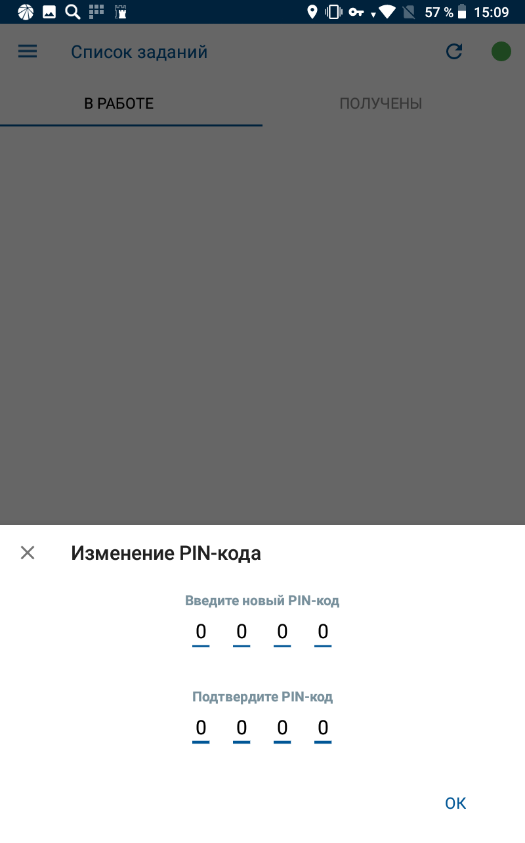 57 % 15:09
Список заданий
В РАБОТЕ ПОЛУЧЕНЫ
Изменение PIN-кода
Введите новый PIN-код
0 0 0 0
Подтвердите PIN-код
0 0 0 0
ОК